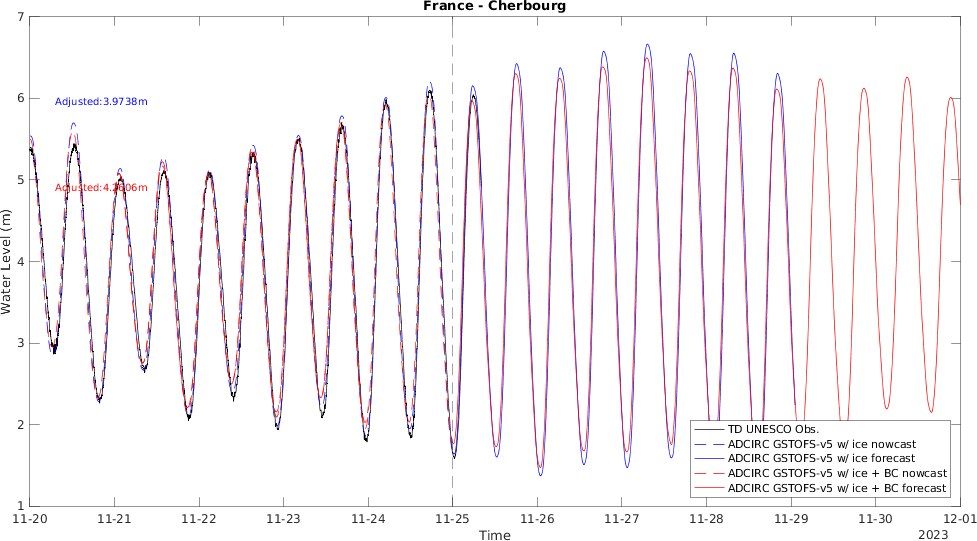 France - Cherbourg
7
6
5
4
3
2
1
Water Level (m)
Adjusted:3.9738m
TD UNESCO Obs.
ADCIRC GSTOFS-v5 w/ ice nowcast
ADCIRC GSTOFS-v5 w/ ice forecast
ADCIRC GSTOFS-v5 w/ ice + BC nowcast
ADCIRC GSTOFS-v5 w/ ice + BC forecast
11-20 11-21 11-22 11-23 11-24 11-25 11-26 11-27 11-28 11-29 11-30 12-01
Time
2023